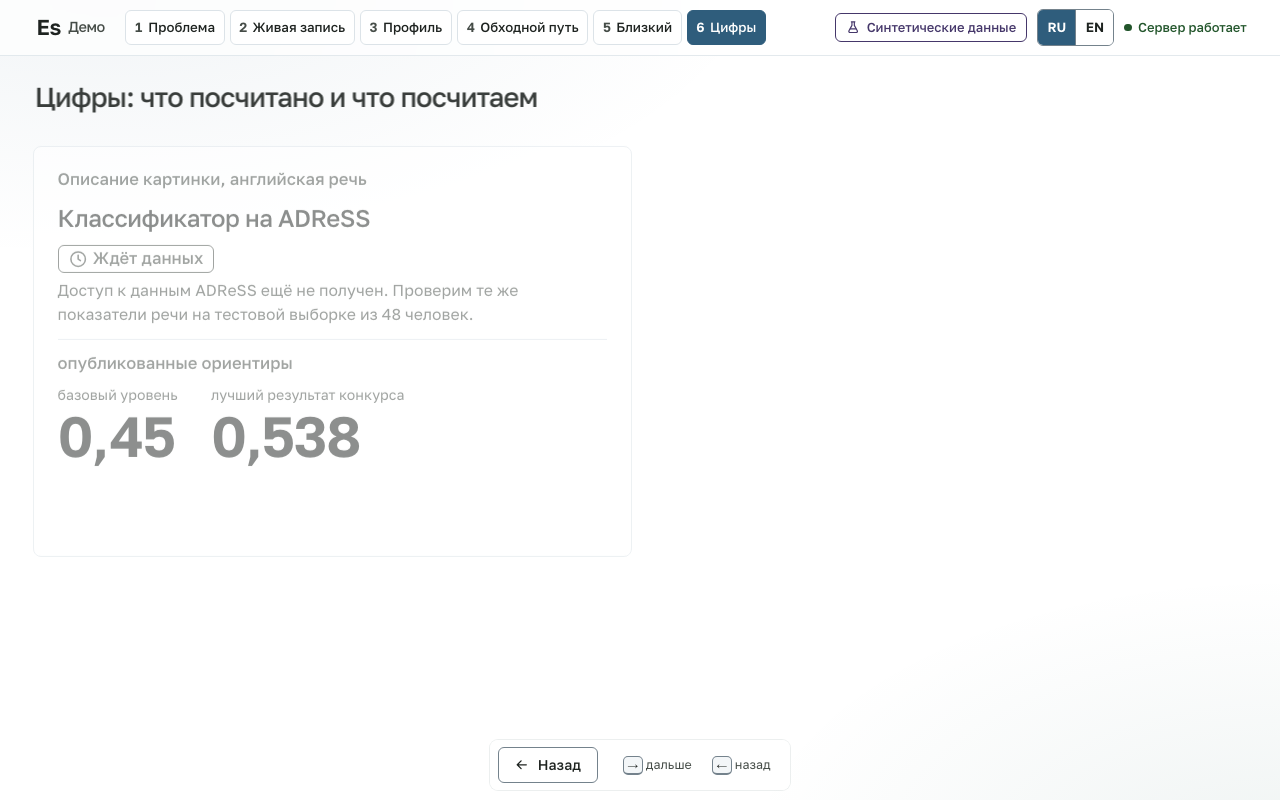 Es Демо 1 Проблема 2 Живая запись 3 Профиль 4 Обходной путь 5 Близкий 6 Цифры Синтетические данные RU EN Сервер работает
Цифры: что посчитано и что посчитаем
Описание картинки, английская речь
Классификатор на ADReSS
Ждёт данных
Доступ к данным ADReSS ещё не получен. Проверим те же
показатели речи на тестовой выборке из 48 человек.
опубликованные ориентиры
базовый уровень лучший результат конкурса
0,45 0,538
← Назад → дальше ← назад